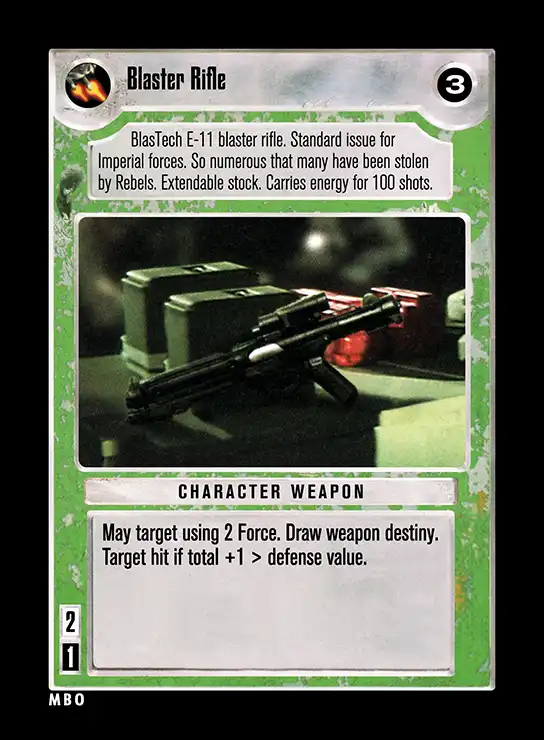 Blaster Rifle
3
BlasTech E-11 blaster rifle. Standard issue for
Imperial forces. So numerous that many have been stolen
by Rebels. Extendable stock. Carries energy for 100 shots.
CHARACTER WEAPON
May target using 2 Force. Draw weapon destiny.
Target hit if total +1 > defense value.
2
1
MBO